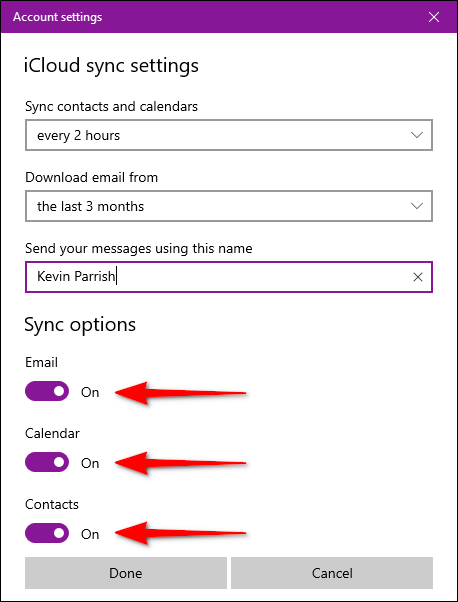 Account settings
iCloud sync settings
Sync contacts and calendars
every 2 hours
Download email from
the last 3 months
Send your messages using this name
Kevin Parrish
Sync options
Email
On
Calendar
On
Contacts
On
Done Cancel